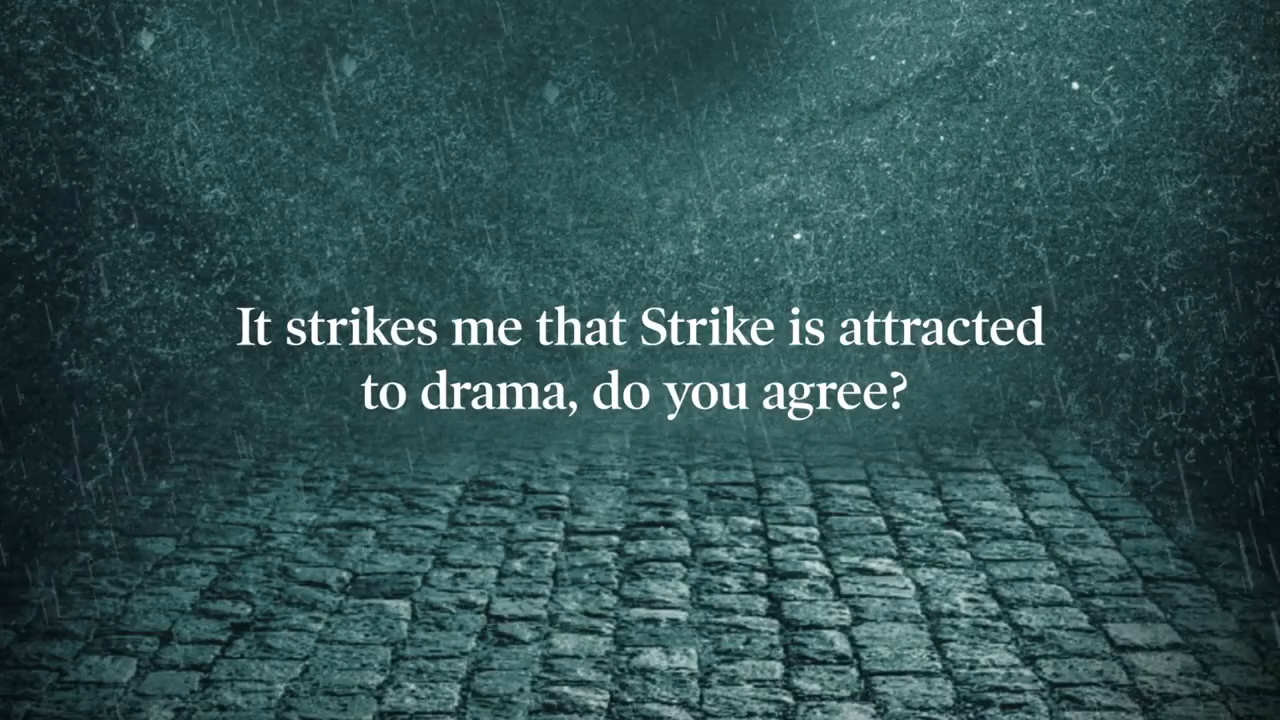 It strikes me that Strike is attracted
to drama, do you agree?